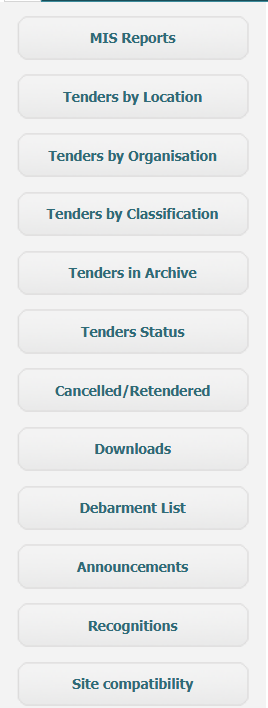 MIS Reports
Tenders by Location
Tenders by Organisation
Tenders by Classification
Tenders in Archive
Tenders Status
Cancelled/Retendered
Downloads
Debarment List
Announcements
Recognitions
Site compatibility